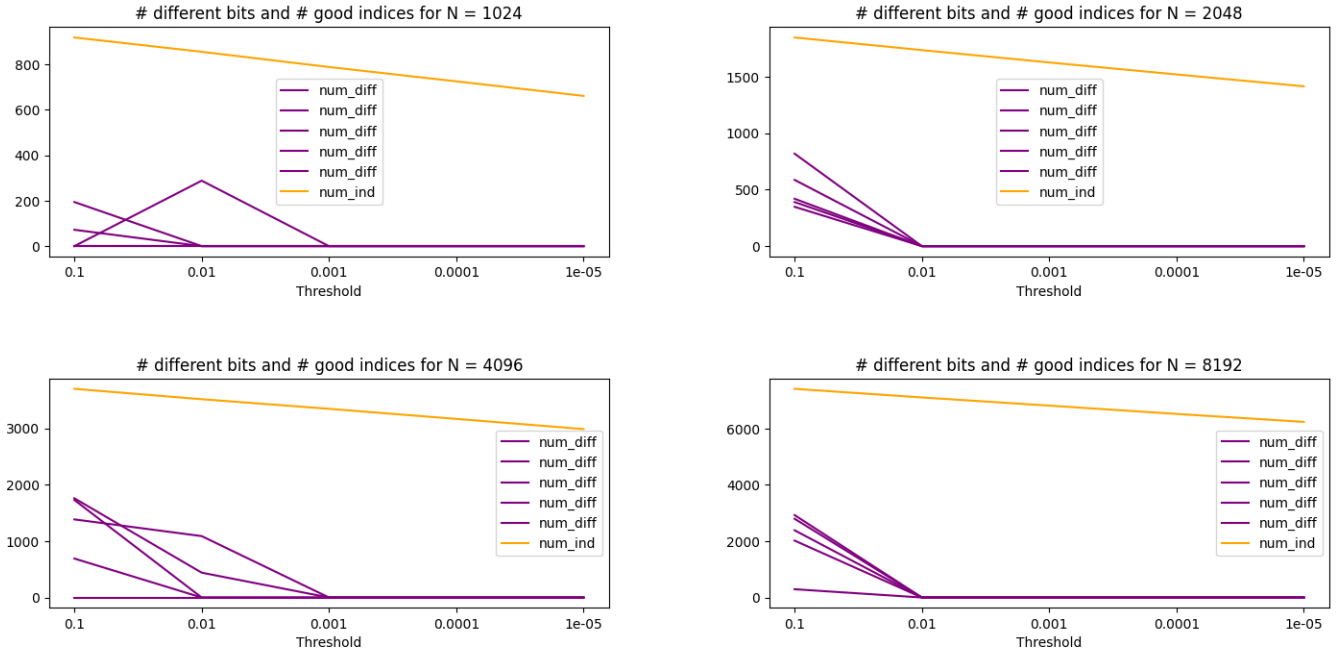 # different bits and # good indices for N = 1024
800
600
400
200
0
num_diff
num_diff
num_diff
num_diff
num_diff
num_ind
0.1 0.01 0.001 0.0001 1e-05
Threshold
# different bits and # good indices for N = 2048
1500
1000
500
0
num_diff
num_diff
num_diff
num_diff
num_diff
num_ind
0.1 0.01 0.001 0.0001 1e-05
Threshold
# different bits and # good indices for N = 4096
3000
2000
1000
0
num_diff
num_diff
num_diff
num_diff
num_diff
num_ind
0.1 0.01 0.001 0.0001 1e-05
Threshold
# different bits and # good indices for N = 8192
6000
4000
2000
0
num_diff
num_diff
num_diff
num_diff
num_diff
num_ind
0.1 0.01 0.001 0.0001 1e-05
Threshold